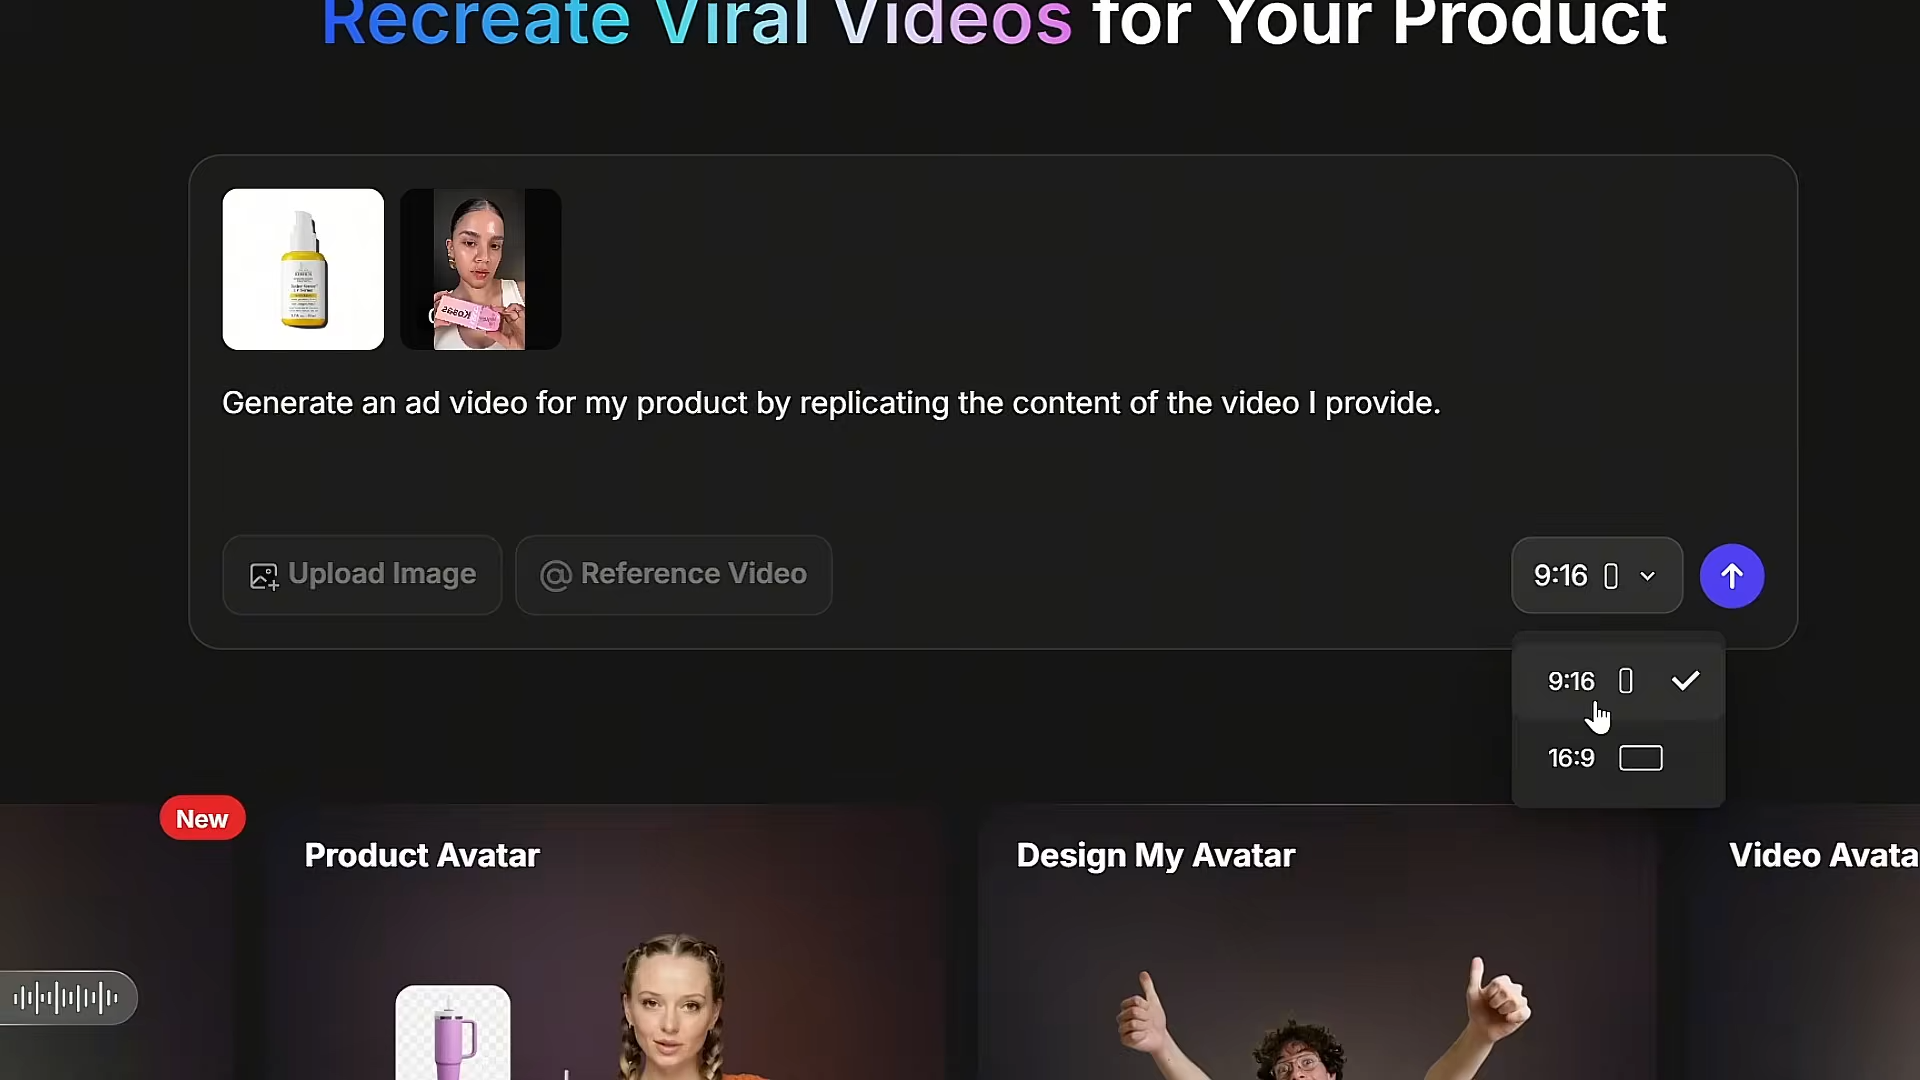 Recreate Viral Videos for Your Product
Kosas
Generate an ad video for my product by replicating the content of the video I provide.
Upload Image
@ Reference Video
9:16
9:16
16:9
New
Product Avatar
Design My Avatar
Video Avata